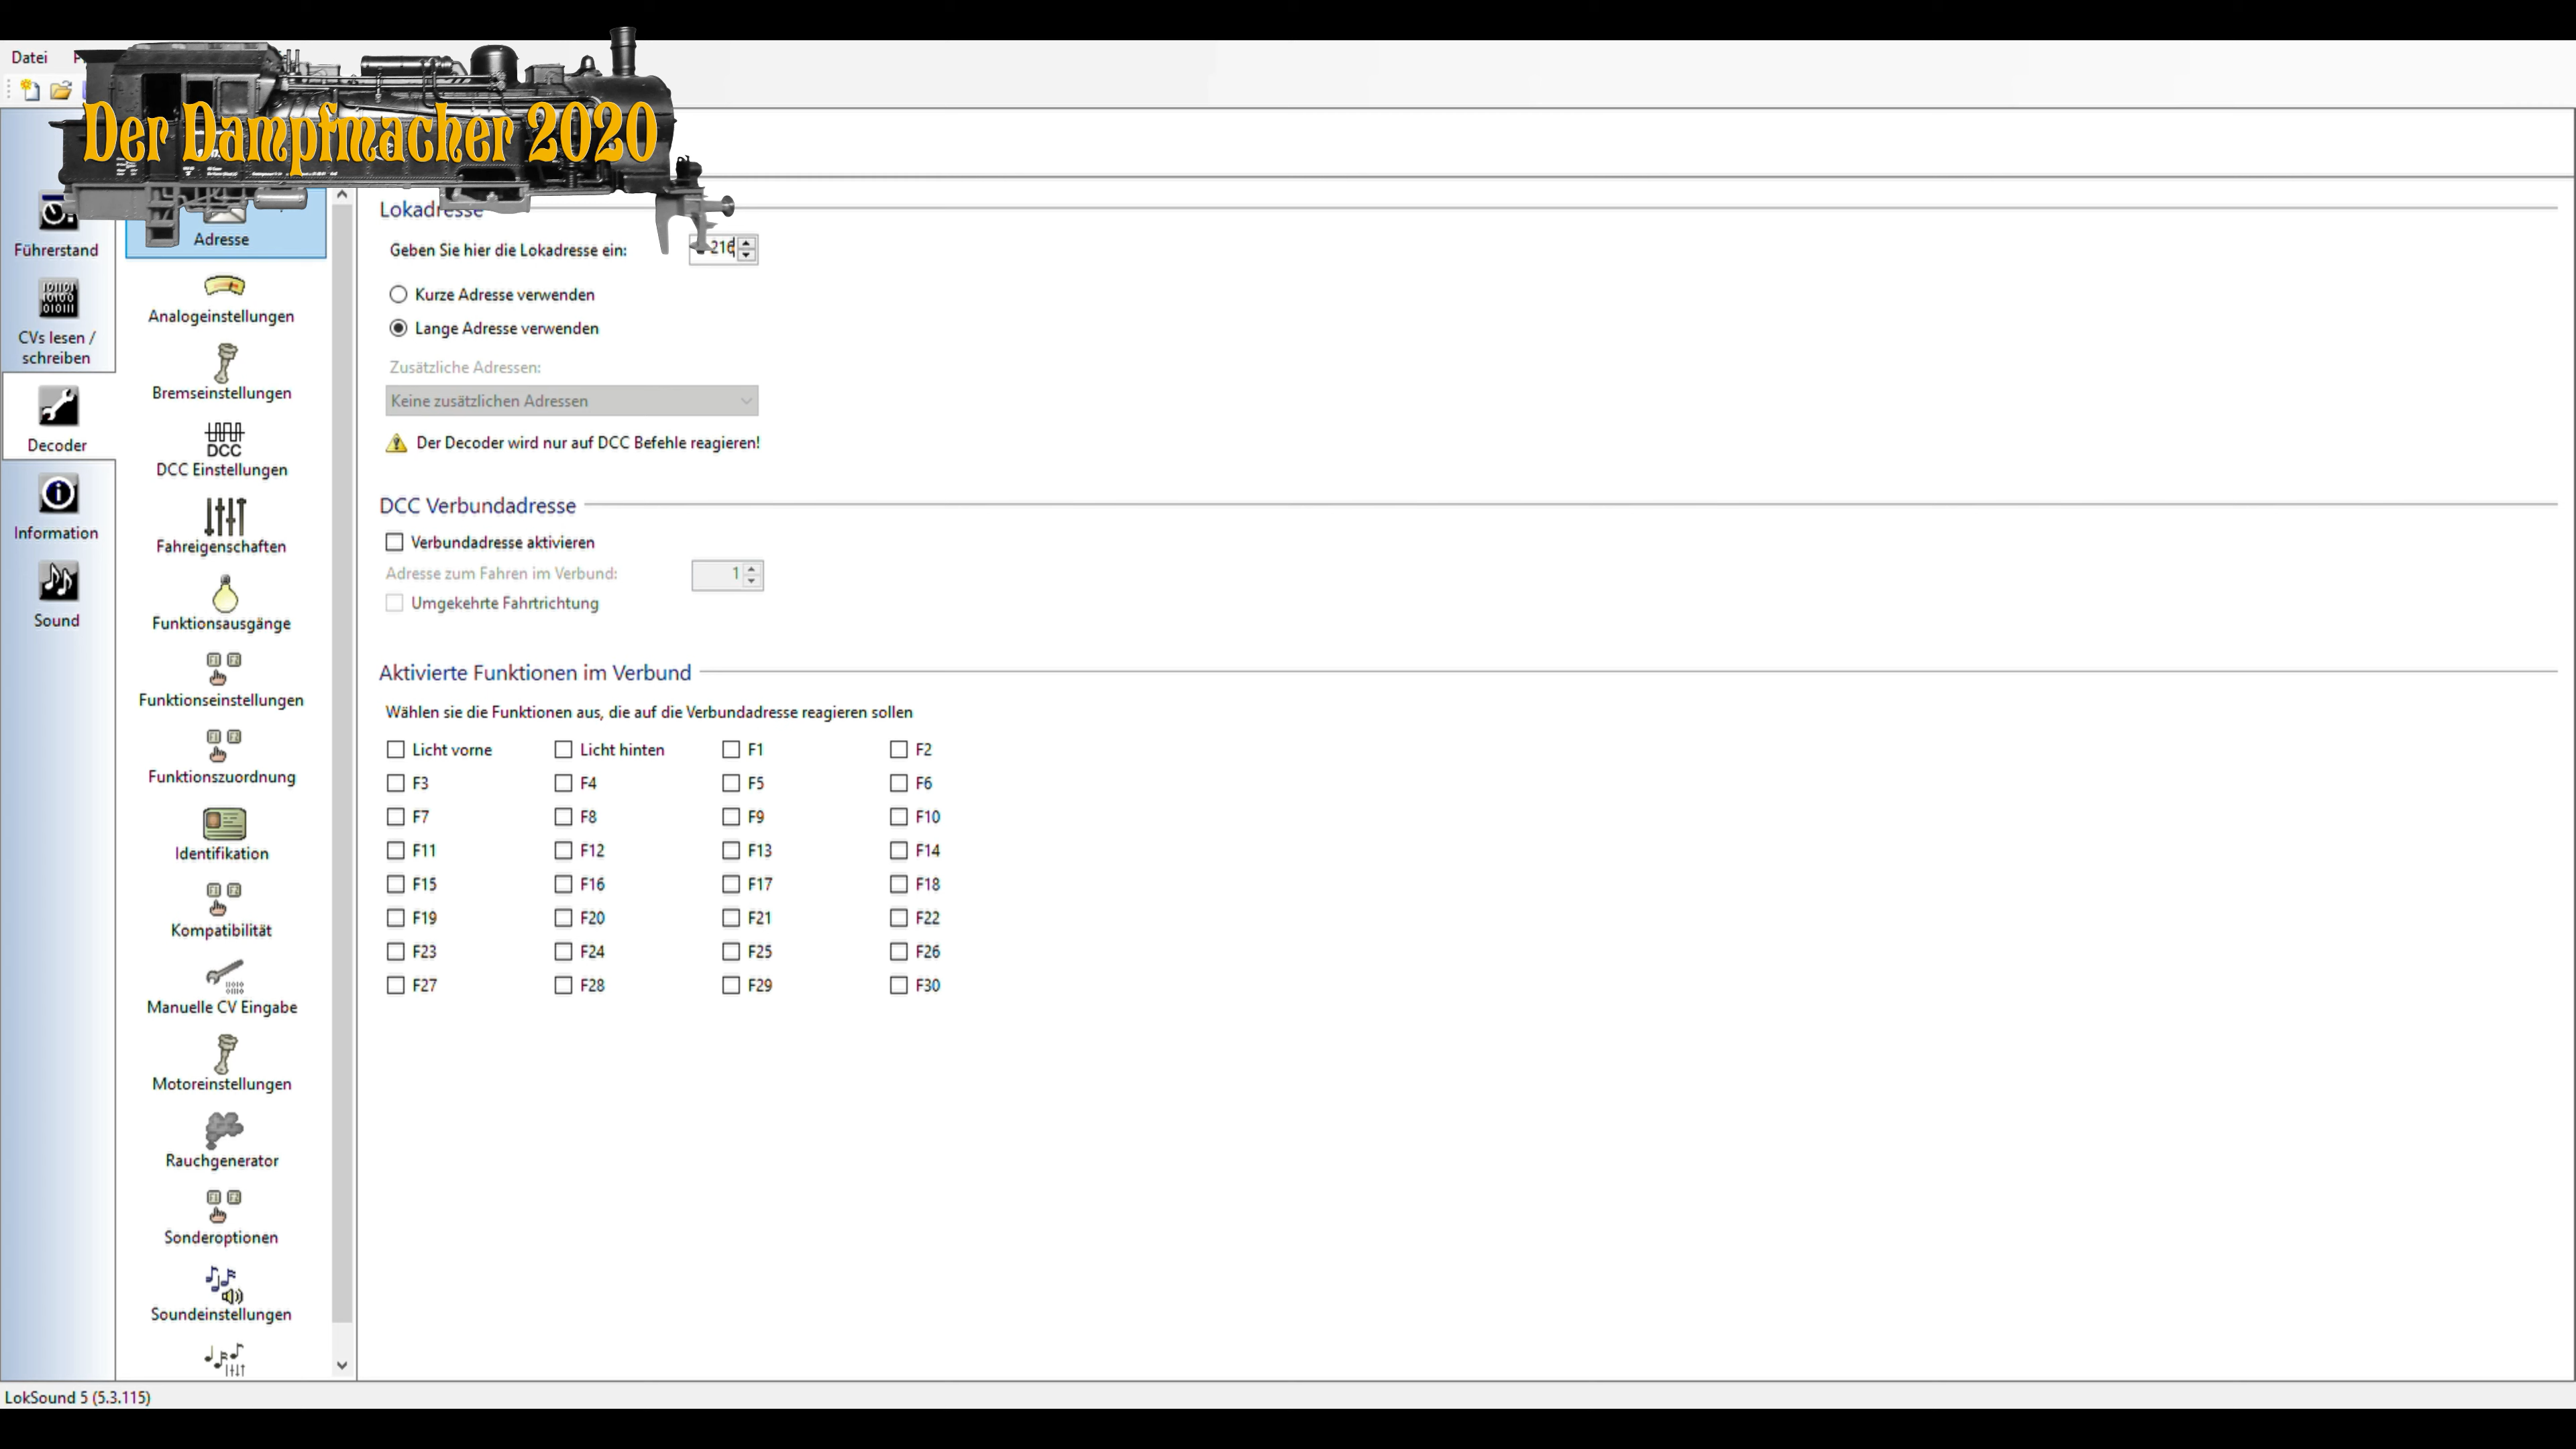 Datei
Der Dampfmacher 2020
Führerstand
CVs lesen /
schreiben
Decoder
Information
Sound
Adresse
Analogeinstellungen
Bremseinstellungen
DCC
DCC Einstellungen
Fahreigenschaften
Funktionsausgänge
Funktionseinstellungen
Funktionszuordnung
Identifikation
Kompatibilität
Manuelle CV Eingabe
Motoreinstellungen
Rauchgenerator
Sonderoptionen
Soundeinstellungen
Lokadresse
Geben Sie hier die Lokadresse ein: 216
Kurze Adresse verwenden
Lange Adresse verwenden
Zusätzliche Adressen:
Keine zusätzlichen Adressen
Der Decoder wird nur auf DCC Befehle reagieren!
DCC Verbundadresse
Verbundadresse aktivieren
Adresse zum Fahren im Verbund: 1
Umgekehrte Fahrtrichtung
Aktivierte Funktionen im Verbund
Wählen sie die Funktionen aus, die auf die Verbundadresse reagieren sollen
Licht vorne Licht hinten F1 F2
F3 F4 F5 F6
F7 F8 F9 F10
F11 F12 F13 F14
F15 F16 F17 F18
F19 F20 F21 F22
F23 F24 F25 F26
F27 F28 F29 F30
LokSound 5 (5.3.115)